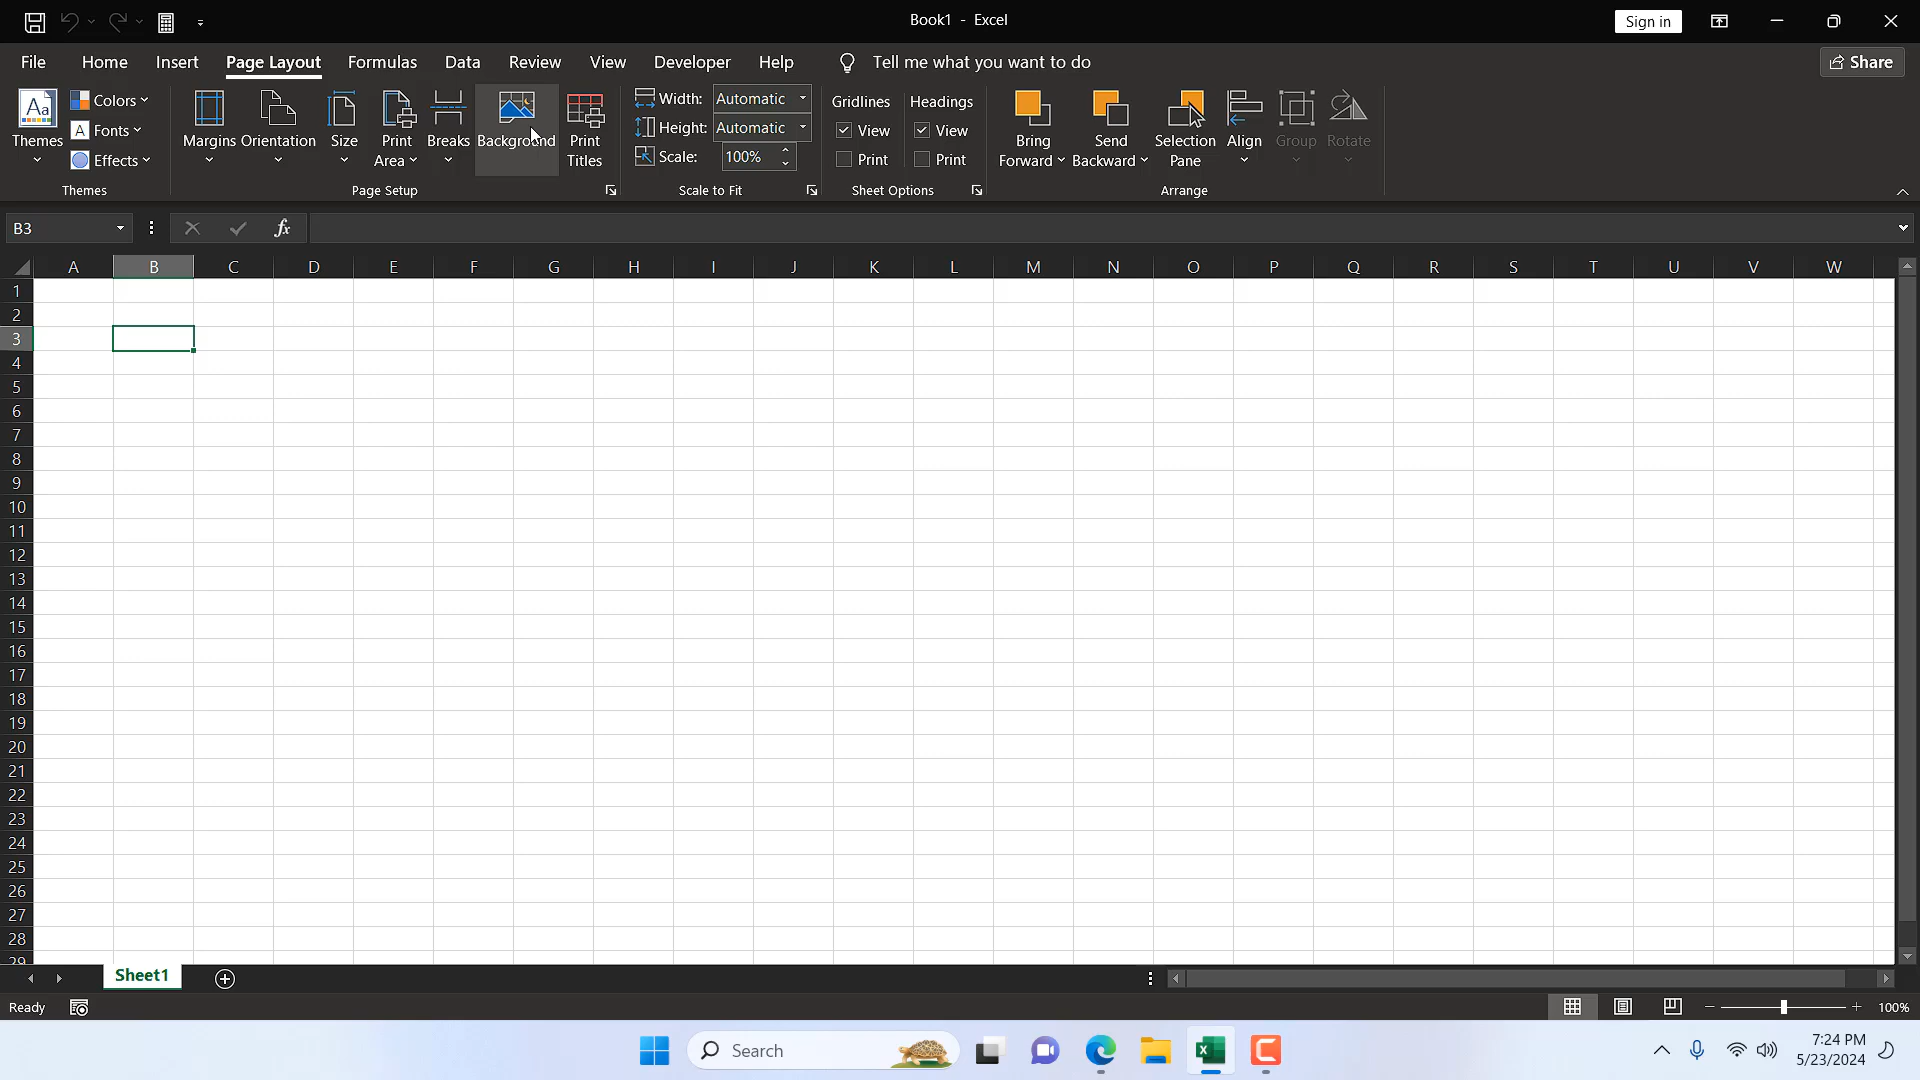 Book1 - Excel
Sign in
File Home Insert Page Layout Formulas Data Review View Developer Help Tell me what you want to do Share
Themes
Colors
Fonts
Effects
Themes
Margins Orientation Size Print Area Breaks Background Print Titles
Page Setup
Width: Automatic
Height: Automatic
Scale: 100%
Scale to Fit
Gridlines Headings
View View
Print Print
Sheet Options
Bring Forward Send Backward Selection Pane Align Group Rotate
Arrange
B3 fx
A B C D E F G H I J K L M N O P Q R S T U V W
1
2
3
4
5
6
7
8
9
10
11
12
13
14
15
16
17
18
19
20
21
22
23
24
25
26
27
28
29
Sheet1
Ready 100%
Search
7:24 PM
5/23/2024